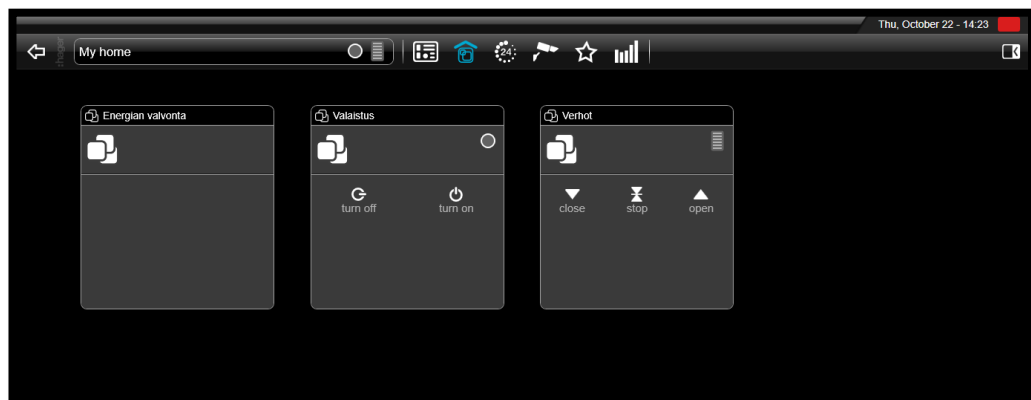 Thu, October 22 - 14:23
:hager
My home
24
Energian valvonta
Valaistus
Verhot
turn off
turn on
close
stop
open